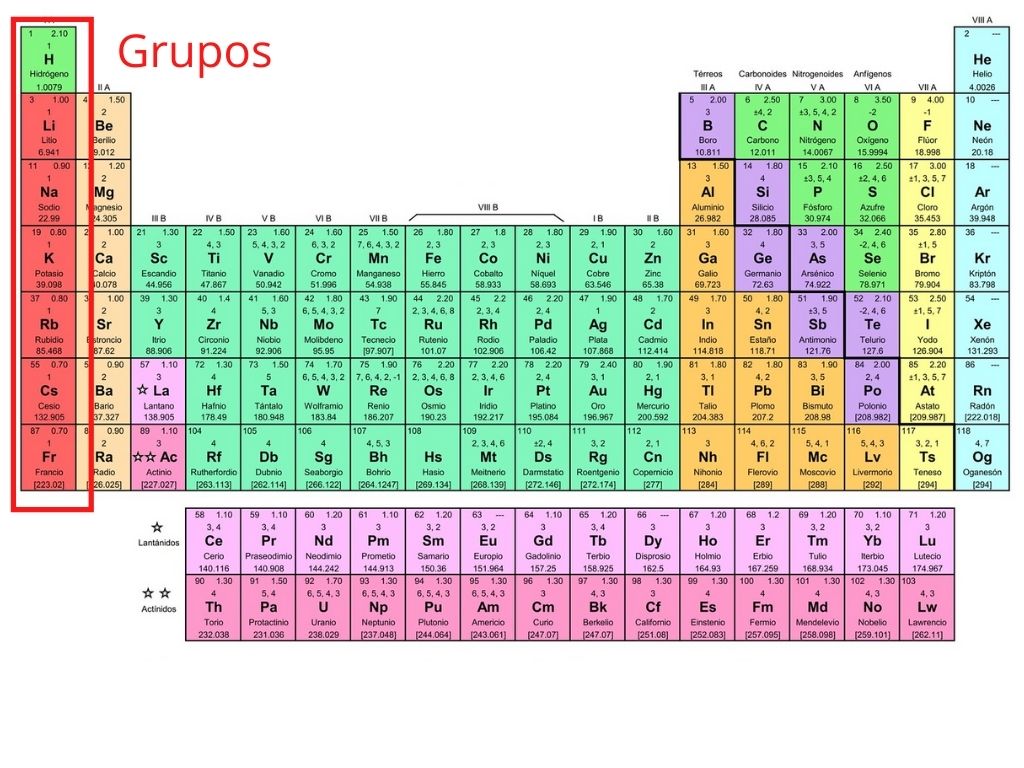 Grupos
VIII A
1 2.10
1
H
Hidrógeno
1.0079
2 ---
He
Helio
4.0026
II A
Térreos
III A
Carbonoides
IV A
Nitrogenoides
V A
Anfígenos
VI A
VII A
3 1.00
1
Li
Litio
6.941
4 1.50
2
Be
Berilio
9.012
5 2.00
3
B
Boro
10.811
6 2.50
±4, 2
C
Carbono
12.011
7 3.00
±3, 5, 4, 2
N
Nitrógeno
14.0067
8 3.50
-2
O
Oxígeno
15.9994
9 4.00
-1
F
Flúor
18.998
10 ---
Ne
Neón
20.18
11 0.90
1
Na
Sodio
22.99
1.20
2
Mg
Magnesio
24.305
III B
IV B
V B
VI B
VII B
VIII B
I B
II B
13 1.50
3
Al
Aluminio
26.982
14 1.80
4
Si
Silicio
28.085
15 2.10
±3, 5, 4
P
Fósforo
30.974
16 2.50
±2, 4, 6
S
Azufre
32.066
17 3.00
±1, 3, 5, 7
Cl
Cloro
35.453
18 ---
Ar
Argón
39.948
19 0.80
1
K
Potasio
39.098
1.00
2
Ca
Calcio
40.078
21 1.30
3
Sc
Escandio
44.956
22 1.50
4, 3
Ti
Titanio
47.867
23 1.60
5, 4, 3, 2
V
Vanadio
50.942
24 1.60
6, 3, 2
Cr
Cromo
51.996
25 1.50
7, 6, 4, 3, 2
Mn
Manganeso
54.938
26 1.80
2, 3
Fe
Hierro
55.845
27 1.8
2, 3
Co
Cobalto
58.933
28 1.80
2, 3
Ni
Níquel
58.693
29 1.90
2, 1
Cu
Cobre
63.546
30 1.60
2
Zn
Zinc
65.38
31 1.60
3
Ga
Galio
69.723
32 1.80
4
Ge
Germanio
72.63
33 2.00
3, 5
As
Arsénico
74.922
34 2.40
-2, 4, 6
Se
Selenio
78.971
35 2.80
±1, 5
Br
Bromo
79.904
36 ---
Kr
Kriptón
83.798
37 0.80
1
Rb
Rubidio
85.468
1.00
2
Sr
Estroncio
87.62
39 1.30
3
Y
Itrio
88.906
40 1.4
4
Zr
Circonio
91.224
41 1.60
5, 3
Nb
Niobio
92.906
42 1.80
6, 5, 4, 3, 2
Mo
Molibdeno
95.95
43 1.90
7
Tc
Tecnecio
[97.907]
44 2.20
2, 3, 4, 6, 8
Ru
Rutenio
101.07
45 2.2
2, 3, 4
Rh
Rodio
102.906
46 2.20
2, 4
Pd
Paladio
106.42
47 1.90
1
Ag
Plata
107.868
48 1.70
2
Cd
Cadmio
112.414
49 1.70
3
In
Indio
114.818
50 1.80
4, 2
Sn
Estaño
118.71
51 1.90
±3, 5
Sb
Antimonio
121.76
52 2.10
-2, 4, 6
Te
Telurio
127.6
53 2.50
±1, 5, 7
I
Yodo
126.904
54 ---
Xe
Xenón
131.293
55 0.70
1
Cs
Cesio
132.905
0.90
2
Ba
Bario
137.327
57 1.10
3
☆ La
Lantano
138.905
72 1.30
4
Hf
Hafnio
178.49
73 1.50
5
Ta
Tántalo
180.948
74 1.70
6, 5, 4, 3, 2
W
Wolframio
183.84
75 1.90
7, 6, 4, 2, -1
Re
Renio
186.207
76 2.20
2, 3, 4, 6, 8
Os
Osmio
190.23
77 2.20
2, 3, 4, 6
Ir
Iridio
192.217
78 2.20
2, 4
Pt
Platino
195.084
79 2.40
3, 1
Au
Oro
196.967
80 1.90
2, 1
Hg
Mercurio
200.592
81 1.80
3, 1
Tl
Talio
204.383
82 1.80
4, 2
Pb
Plomo
207.2
83 1.90
3, 5
Bi
Bismuto
208.98
84 2.00
2, 4
Po
Polonio
[208.982]
85 2.20
±1, 3, 5, 7
At
Astato
[209.987]
86 ---
Rn
Radón
[222.018]
87 0.70
1
Fr
Francio
[223.02]
0.90
2
Ra
Radio
[226.025]
89 1.10
3
☆☆ Ac
Actinio
[227.027]
104
4
Rf
Rutherfordio
[263.113]
105
Db
Dubnio
[262.114]
106
Sg
Seaborgio
[266.122]
107
4, 5, 3
Bh
Bohrio
[264.1247]
108
Hs
Hasio
[269.134]
109
2, 3, 4, 6
Mt
Meitnerio
[268.139]
110
±2, 4
Ds
Darmstatio
[272.146]
111
3, 1
Rg
Roentgenio
[272.174]
112
2, 1
Cn
Copernicio
[277]
113
3
Nh
Nihonio
[284]
114
4, 6, 2
Fl
Flerovio
[289]
115
5, 4, 1
Mc
Moscovio
[288]
116
5, 4, 3
Lv
Livermorio
[292]
117
3, 2, 1
Ts
Teneso
[294]
118
4, 7
Og
Oganesón
[294]
☆
Lantánidos
58 1.10
3, 4
Ce
Cerio
140.116
59 1.10
3, 4
Pr
Praseodimio
140.908
60 1.20
3
Nd
Neodimio
144.242
61 1.10
3
Pm
Prometio
144.913
62 1.20
3, 2
Sm
Samario
150.36
63 ---
3, 2
Eu
Europio
151.964
64 1.10
3
Gd
Gadolinio
157.25
65 1.20
3, 4
Tb
Terbio
158.925
66 ---
3
Dy
Disprosio
162.5
67 1.20
3
Ho
Holmio
164.93
68 1.2
3
Er
Erbio
167.259
69 1.20
3, 2
Tm
Tulio
168.934
70 1.10
3, 2
Yb
Iterbio
173.045
71 1.20
3
Lu
Lutecio
174.967
☆ ☆
Actínidos
90 1.30
4
Th
Torio
232.038
91 1.50
5, 4
Pa
Protactinio
231.036
92 1.70
6, 5, 4, 3
U
Uranio
238.029
93 1.30
6, 5, 4, 3
Np
Neptunio
[237.048]
94 1.30
6, 5, 4, 3
Pu
Plutonio
[244.064]
95 1.30
6, 5, 4, 3
Am
Americio
[243.061]
96 1.30
3
Cm
Curio
[247.07]
97 1.30
4, 3
Bk
Berkelio
[247.07]
98 1.30
3
Cf
Californio
[251.08]
99 1.30
3
Es
Einstenio
[252.083]
100 1.30
3
Fm
Fermio
[257.095]
101 1.30
3
Md
Mendelevio
[258.098]
102 1.30
4, 3
No
Nobelio
[259.101]
103
4, 3
Lw
Lawrencio
[262.11]